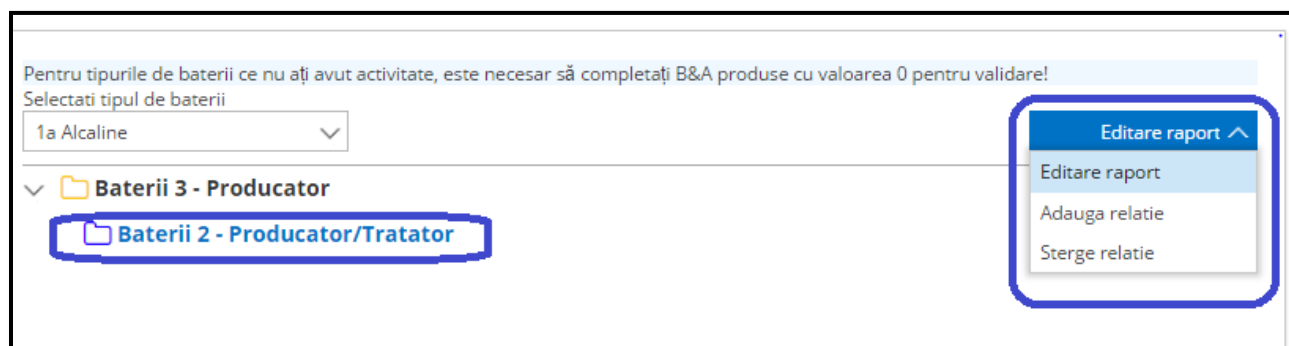 Pentru tipurile de baterii ce nu ați avut activitate, este necesar să completați B&A produse cu valoarea 0 pentru validare!
Selectati tipul de baterii
1a Alcaline
Editare raport
Editare raport
Adauga relatie
Sterge relatie
Baterii 3 - Producator
Baterii 2 - Producator/Tratator